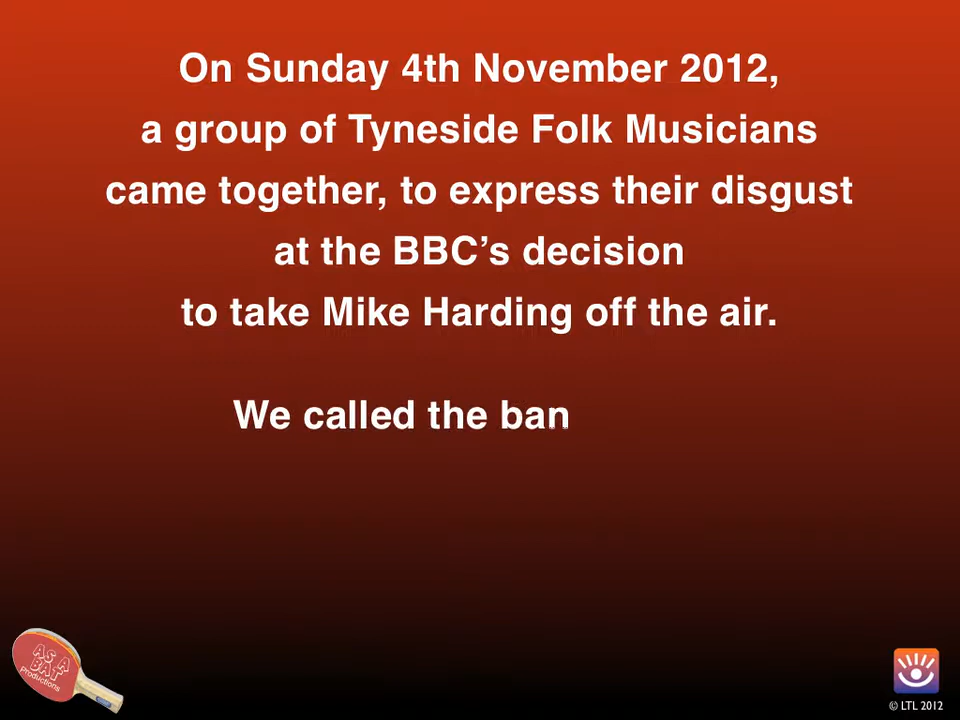 On Sunday 4th November 2012,
a group of Tyneside Folk Musicians
came together, to express their disgust
at the BBC’s decision
to take Mike Harding off the air.
We called the ban
AS A
BAT
Productions
© LTL 2012